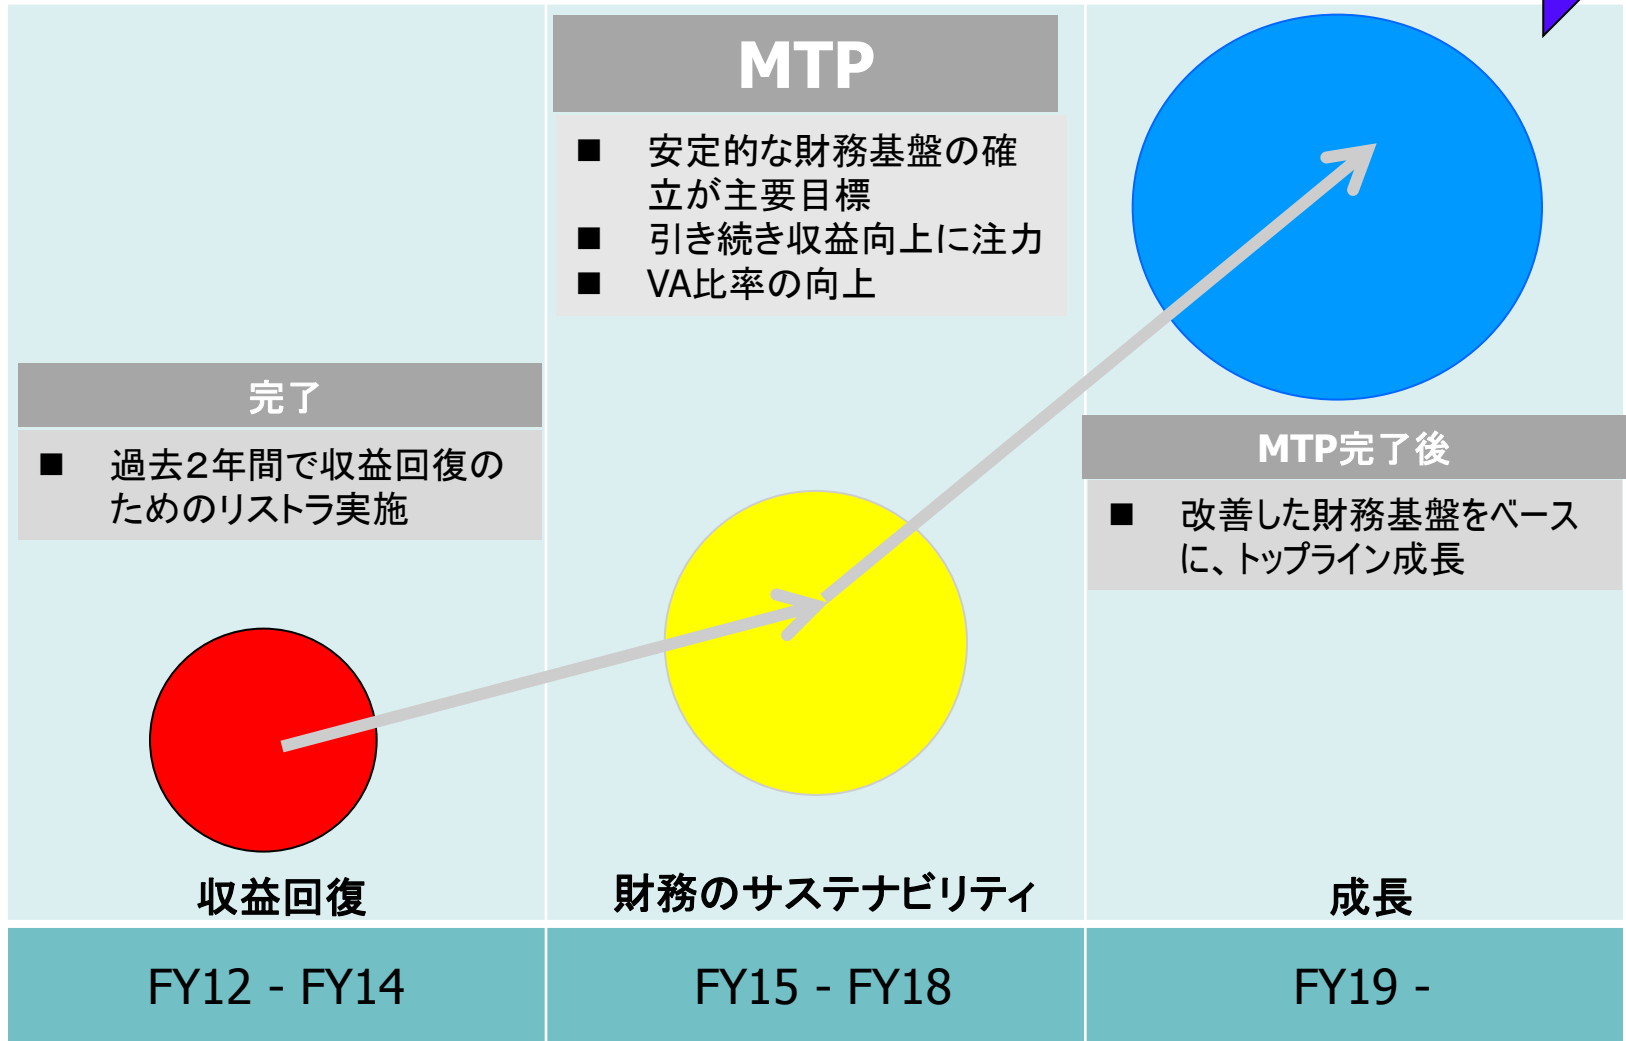 MTP
■ 安定的な財務基盤の確
立が主要目標
■ 引き続き収益向上に注力
■ VA比率の向上
完了
■ 過去２年間で収益回復の
ためのリストラ実施
MTP完了後
■ 改善した財務基盤をベース
に、トップライン成長
収益回復
財務のサステナビリティ
成長
FY12 - FY14
FY15 - FY18
FY19 -